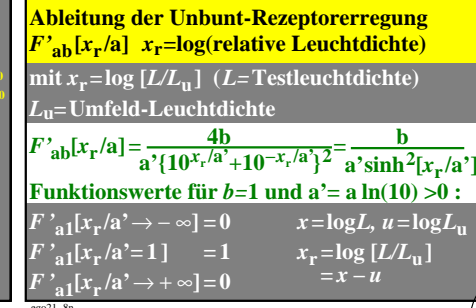 Ableitung der Unbunt-Rezeptorerregung
F’ab[xr/a] xr=log(relative Leuchtdichte)
mit xr=log [L/Lu] (L=Testleuchtdichte)
Lu=Umfeld-Leuchtdichte
F’ab[xr/a]= 4b / a’{10^xr/a’+10^−xr/a’}² = b / a’sinh²[xr/a’]
Funktionswerte für b=1 und a’= a ln(10) >0 :
F’a1[xr/a’→ − ∞]=0 x=logL, u=logLu
F’a1[xr/a’=1] =1 xr=log [L/Lu]
F’a1[xr/a’→ + ∞]=0 =x − u